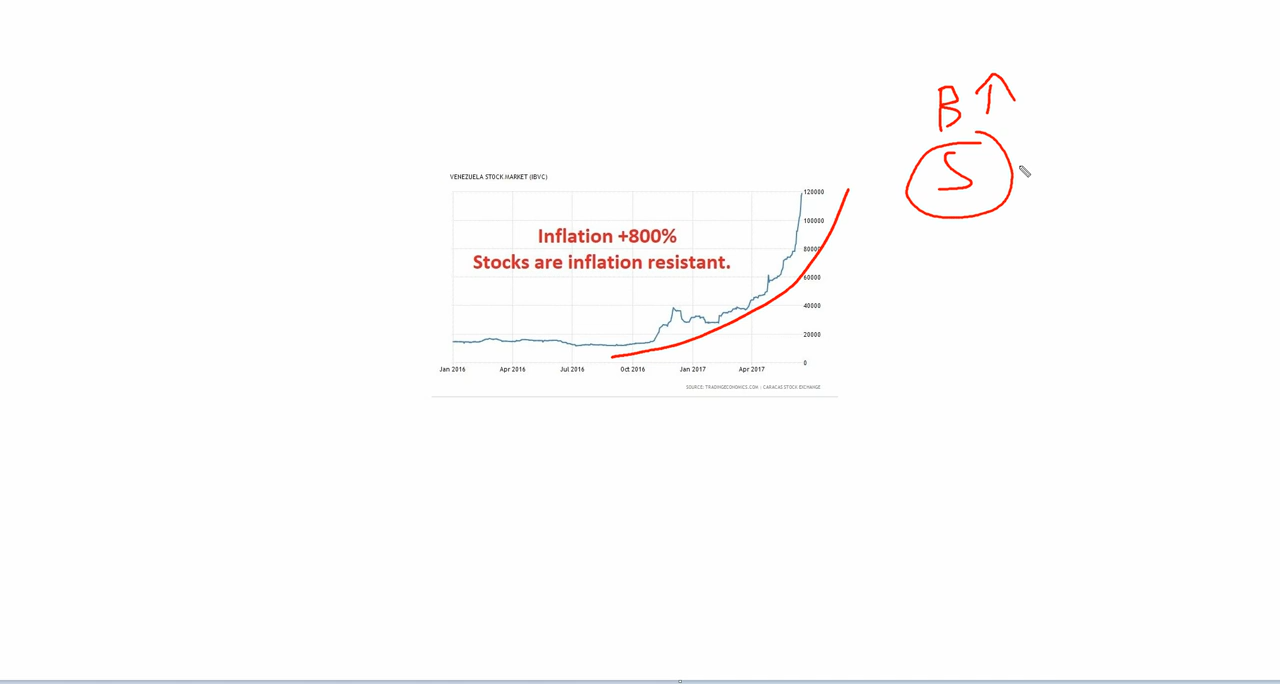 B ↑
S
VENEZUELA STOCK MARKET (IBVC)
Inflation +800%
Stocks are inflation resistant.
120000
100000
80000
60000
40000
20000
0
Jan 2016 Apr 2016 Jul 2016 Oct 2016 Jan 2017 Apr 2017
SOURCE: TRADINGECONOMICS.COM | CARACAS STOCK EXCHANGE